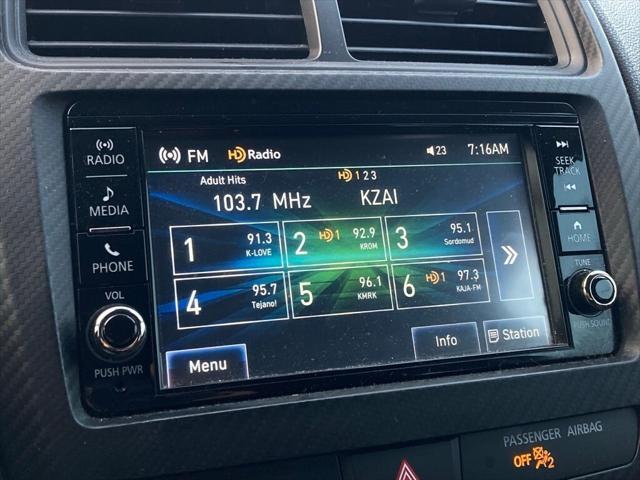 RADIO
MEDIA
PHONE
VOL
PUSH PWR
FM HD Radio 23 7:16AM
Adult Hits HD 1 2 3
103.7 MHz KZAI
1 91.3 K-LOVE
2 HD 1 92.9 KROM
3 95.1 Sordomud
4 95.7 Tejano!
5 96.1 KMRK
6 HD 1 97.3 KAJA-FM
»
Menu
Info
Station
SEEK
TRACK
HOME
TUNE
PUSH SOUND
PASSENGER AIRBAG
OFF 2